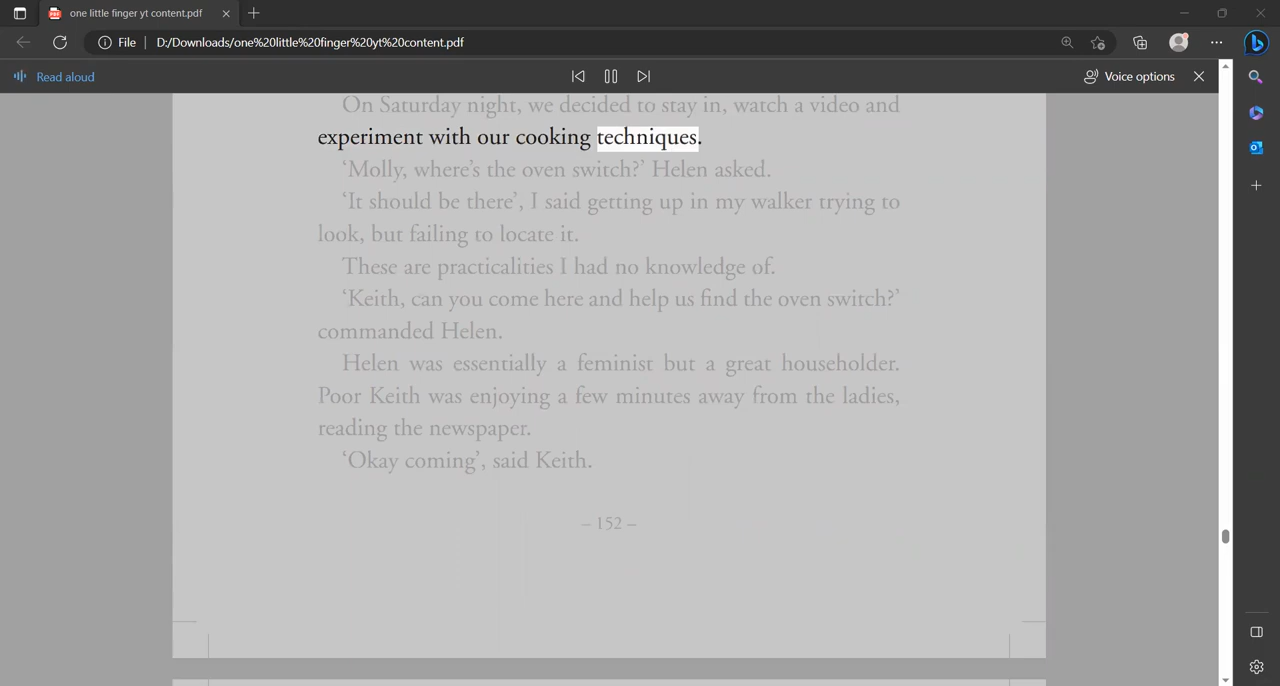 one little finger yt content.pdf
File
D:/Downloads/one%20little%20finger%20yt%20content.pdf
Read aloud
Voice options
On Saturday night, we decided to stay in, watch a video and
experiment with our cooking techniques.
‘Molly, where’s the oven switch?’ Helen asked.
‘It should be there’, I said getting up in my walker trying to
look, but failing to locate it.
These are practicalities I had no knowledge of.
‘Keith, can you come here and help us find the oven switch?’
commanded Helen.
Helen was essentially a feminist but a great householder.
Poor Keith was enjoying a few minutes away from the ladies,
reading the newspaper.
‘Okay coming’, said Keith.
– 152 –